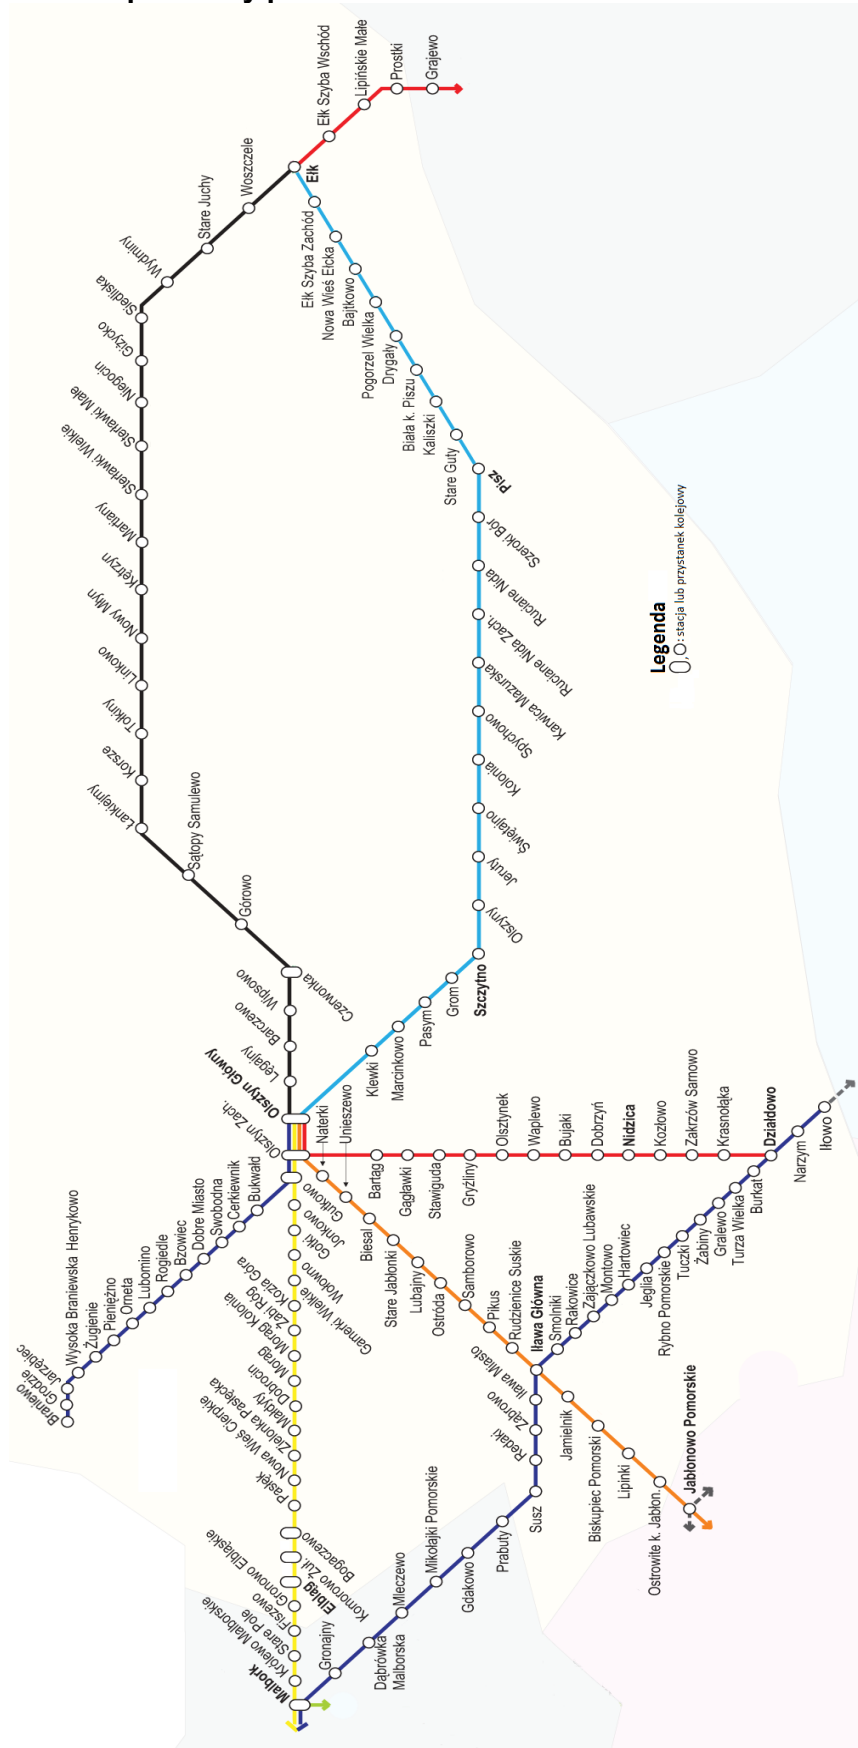 Grajewo
Prostki
Lipińskie Małe
Ełk Szyba Wschód
Ełk
Woszczele
Stare Juchy
Wydminy
Siedliska
Giżycko
Niegocin
Sterławki Małe
Sterławki Wielkie
Martiany
Kętrzyn
Nowy Młyn
Linkowo
Tołkiny
Korsze
Łankiejmy
Sątopy Samulewo
Górowo
Czerwonka
Wipsowo
Barczewo
Łęgajny
Olsztyn Główny
Olsztyn Zach.
Ełk Szyba Zachód
Nowa Wieś Ełcka
Bajtkowo
Pogorzel Wielka
Drygały
Biała k. Piszu
Kaliszki
Stare Guty
Pisz
Szeroki Bór
Ruciane Nida
Ruciane Nida Zach.
Karwica Mazurska
Spychowo
Kolonia
Świętajno
Jeruty
Olszyny
Szczytno
Grom
Pasym
Marcinkowo
Klewki
Legenda
: stacja lub przystanek kolejowy
Bukwałd
Cerkiewnik
Swobodna
Dobre Miasto
Bzowiec
Rogiedle
Lubomino
Orneta
Pieniężno
Żugienie
Wysoka Braniewska Henrykowo
Jarzębiec
Grodzie
Braniewo
Naterki
Unieszewo
Bartąg
Gągławki
Stawiguda
Gryźliny
Olsztynek
Waplewo
Bujaki
Dobrzyń
Nidzica
Kozłowo
Zakrzów Sarnowo
Krasnołąka
Działdowo
Iłowo
Narzym
Burkat
Turza Wielka
Gralewo
Żabiny
Tuczki
Rybno Pomorskie
Jeglia
Hartowiec
Montowo
Zajączkowo Lubawskie
Rakowice
Smolniki
Iława Główna
Gutkowo
Jonkowo
Gołki
Wołowno
Gamerki Wielkie
Kozia Góra
Żabi Róg
Morąg Kolonia
Morąg
Dobrocin
Małdyty
Zielonka Pasłęcka
Nowa Wieś Cierpkie
Pasłęk
Bogaczewo
Komorowo Żuł.
Elbląg
Gronowo Elbląskie
Fiszewo
Stare Pole
Królewo Malborskie
Malbork
Biesal
Stare Jabłonki
Lubajny
Ostróda
Samborowo
Pikus
Rudzienice Suskie
Iława Miasto
Ząbrowo
Redaki
Susz
Prabuty
Gdakowo
Mikołajki Pomorskie
Mleczewo
Dąbrówka
Malborska
Gronajny
Jamielnik
Biskupiec Pomorski
Lipinki
Ostrowite k. Jabłon.
Jabłonowo Pomorskie